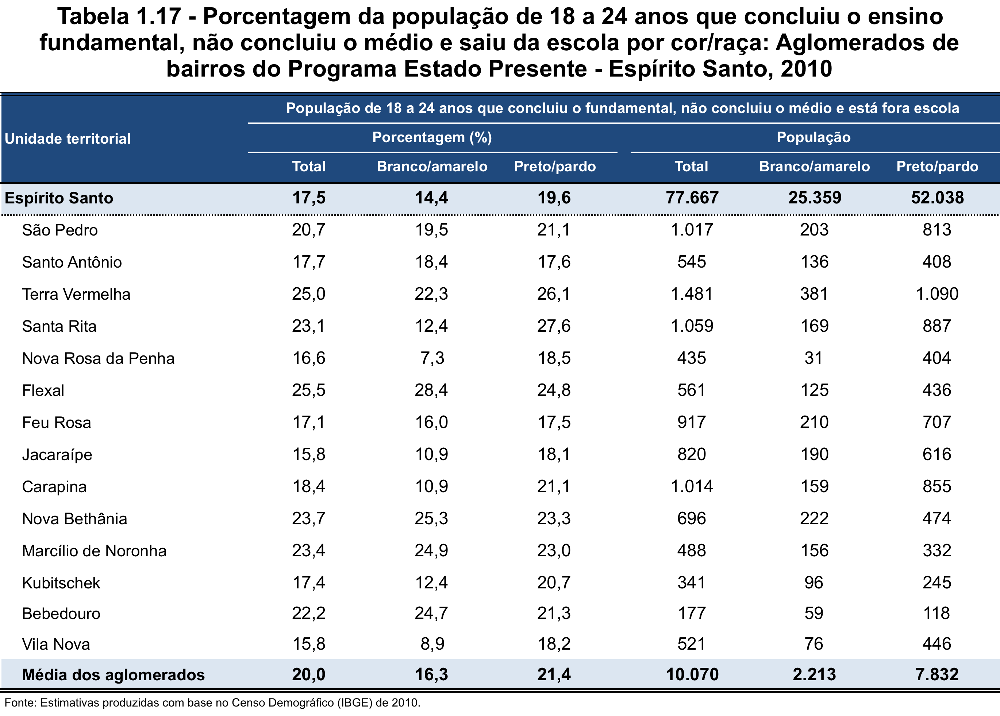 Tabela 1.17 - Porcentagem da população de 18 a 24 anos que concluiu o ensino
fundamental, não concluiu o médio e saiu da escola por cor/raça: Aglomerados de
bairros do Programa Estado Presente - Espírito Santo, 2010
População de 18 a 24 anos que concluiu o fundamental, não concluiu o médio e está fora escola
Unidade territorial Porcentagem (%) População
Total Branco/amarelo Preto/pardo Total Branco/amarelo Preto/pardo
Espírito Santo 17,5 14,4 19,6 77.667 25.359 52.038
São Pedro 20,7 19,5 21,1 1.017 203 813
Santo Antônio 17,7 18,4 17,6 545 136 408
Terra Vermelha 25,0 22,3 26,1 1.481 381 1.090
Santa Rita 23,1 12,4 27,6 1.059 169 887
Nova Rosa da Penha 16,6 7,3 18,5 435 31 404
Flexal 25,5 28,4 24,8 561 125 436
Feu Rosa 17,1 16,0 17,5 917 210 707
Jacaraípe 15,8 10,9 18,1 820 190 616
Carapina 18,4 10,9 21,1 1.014 159 855
Nova Bethânia 23,7 25,3 23,3 696 222 474
Marcílio de Noronha 23,4 24,9 23,0 488 156 332
Kubitschek 17,4 12,4 20,7 341 96 245
Bebedouro 22,2 24,7 21,3 177 59 118
Vila Nova 15,8 8,9 18,2 521 76 446
Média dos aglomerados 20,0 16,3 21,4 10.070 2.213 7.832
Fonte: Estimativas produzidas com base no Censo Demográfico (IBGE) de 2010.